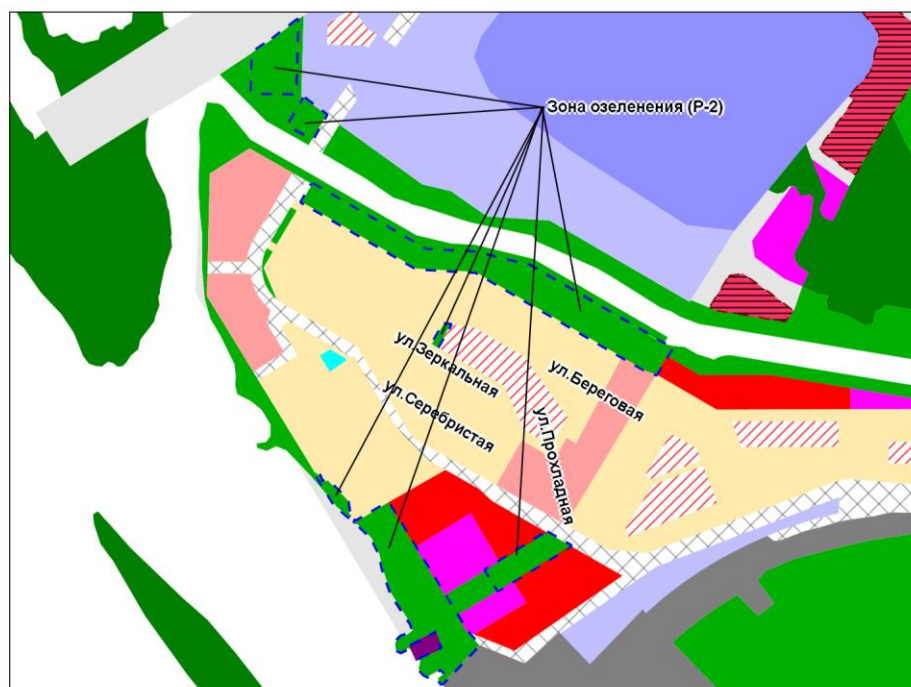 Зона озеленения (Р-2)
ул.Зеркальная
ул.Береговая
ул.Серебристая
ул.Прохладная